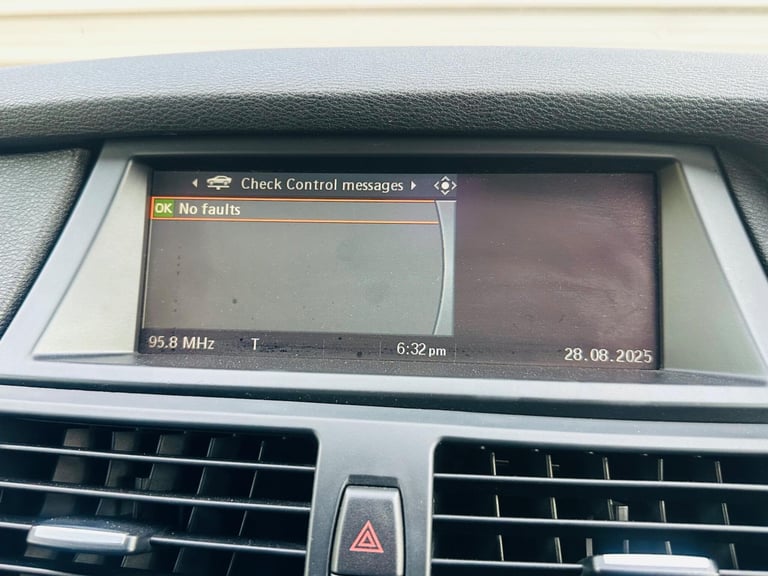 Check Control messages
OK No faults
95.8 MHz T 6:32 pm 28.08.2025